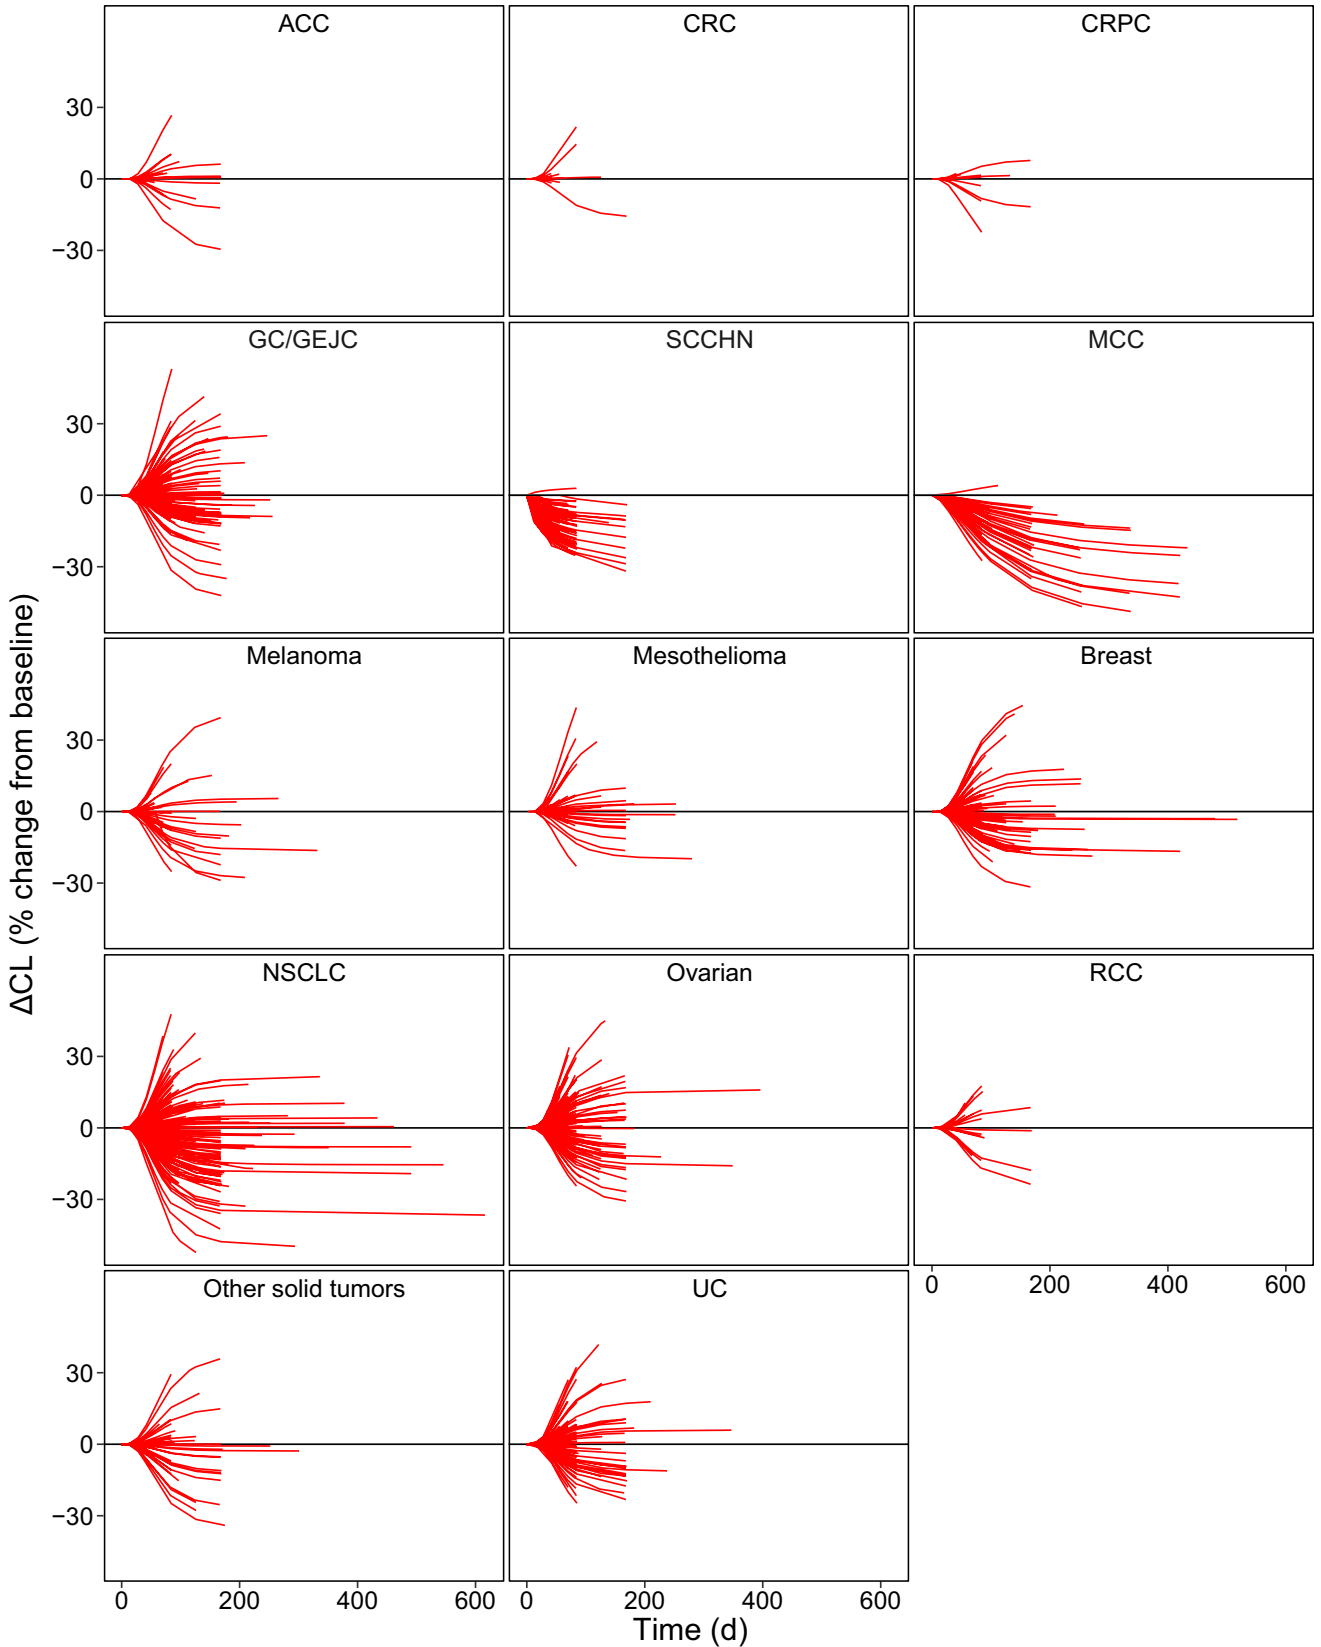 ACC
CRC
CRPC
30
0
−30
GC/GEJC
SCCHN
MCC
30
0
−30
Melanoma
Mesothelioma
Breast
30
0
−30
NSCLC
Ovarian
RCC
30
0
−30
0 200 400 600
Other solid tumors
UC
30
0
−30
0 200 400 600
0 200 400 600
Time (d)
ΔCL (% change from baseline)